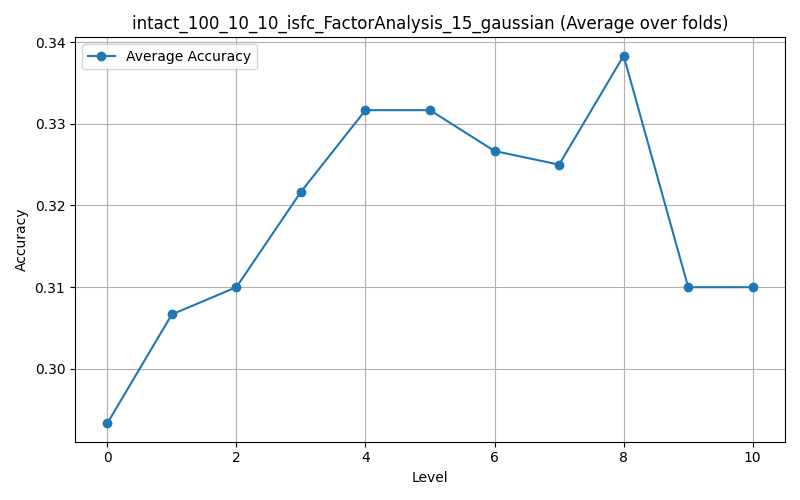 intact_100_10_10_isfc_FactorAnalysis_15_gaussian (Average over folds)
Average Accuracy
0.34
0.33
0.32
0.31
0.30
Accuracy
0 2 4 6 8 10
Level